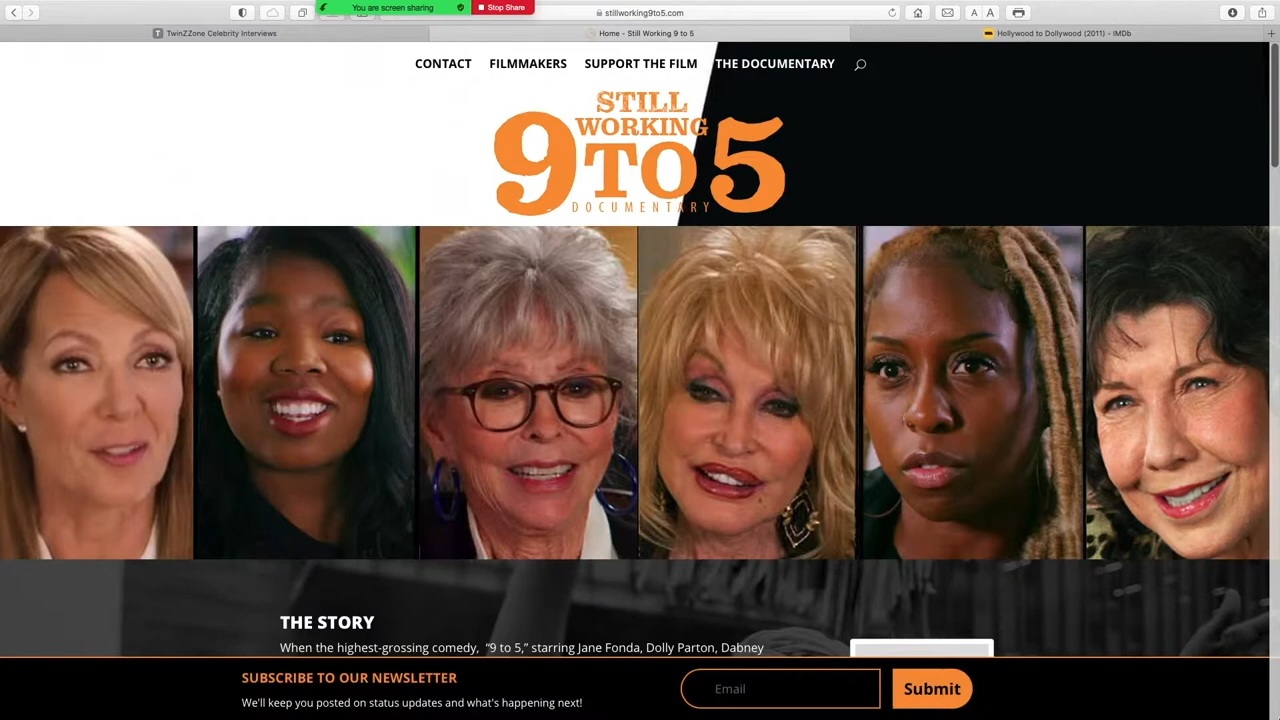 You are screen sharing
Stop Share
stillworking9to5.com
A A
T TwinZZone Celebrity Interviews
Home - Still Working 9 to 5
Hollywood to Dollywood (2011) - IMDb
CONTACT FILMMAKERS SUPPORT THE FILM THE DOCUMENTARY
STILL
WORKING
9 TO 5
DOCUMENTARY
THE STORY
When the highest-grossing comedy, “9 to 5,” starring Jane Fonda, Dolly Parton, Dabney
SUBSCRIBE TO OUR NEWSLETTER
We'll keep you posted on status updates and what's happening next!
Email
Submit